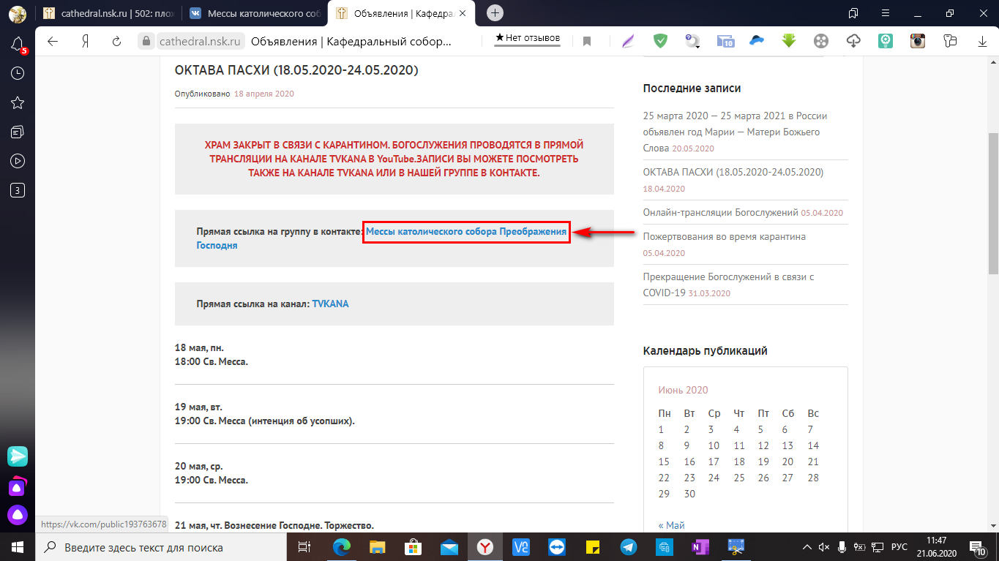 cathedral.nsk.ru | 502: плох
Мессы католического соб
Объявления | Кафедрал
5
cathedral.nsk.ru
Объявления | Кафедральный собор...
★Нет отзывов
10
3
ОКТАВА ПАСХИ (18.05.2020-24.05.2020)
Опубликовано 18 апреля 2020
ХРАМ ЗАКРЫТ В СВЯЗИ С КАРАНТИНОМ. БОГОСЛУЖЕНИЯ ПРОВОДЯТСЯ В ПРЯМОЙ
ТРАНСЛЯЦИИ НА КАНАЛЕ TVKANA В YouTube.ЗАПИСИ ВЫ МОЖЕТЕ ПОСМОТРЕТЬ
ТАКЖЕ НА КАНАЛЕ TVKANA ИЛИ В НАШЕЙ ГРУППЕ В КОНТАКТЕ.
Прямая ссылка на группу в контакте: Мессы католического собора Преображения
Господня
Прямая ссылка на канал: TVKANA
18 мая, пн.
18:00 Св. Месса.
19 мая, вт.
19:00 Св. Месса (интенция об усопших).
20 мая, ср.
19:00 Св. Месса.
21 мая, чт. Вознесение Господне. Торжество.
Последние записи
25 марта 2020 — 25 марта 2021 в России
объявлен год Марии — Матери Божьего
Слова 20.05.2020
ОКТАВА ПАСХИ (18.05.2020-24.05.2020)
18.04.2020
Онлайн-трансляции Богослужений 05.04.2020
Пожертвования во время карантина
05.04.2020
Прекращение Богослужений в связи с
COVID-19 31.03.2020
Календарь публикаций
Июнь 2020
Пн Вт Ср Чт Пт Сб Вс
1 2 3 4 5 6 7
8 9 10 11 12 13 14
15 16 17 18 19 20 21
22 23 24 25 26 27 28
29 30
« Май
https://vk.com/public193763678
Введите здесь текст для поиска
РУС
11:47
21.06.2020
10